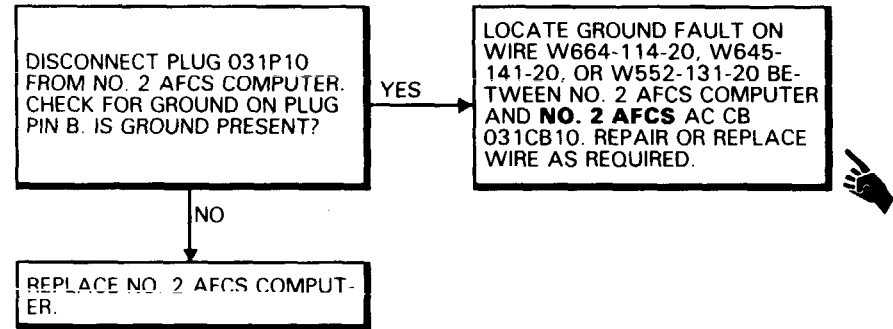 DISCONNECT PLUG 031P10
FROM NO. 2 AFCS COMPUTER.
CHECK FOR GROUND ON PLUG
PIN B. IS GROUND PRESENT?
YES
LOCATE GROUND FAULT ON
WIRE W664-114-20, W645-
141-20, OR W552-131-20 BE-
TWEEN NO. 2 AFCS COMPUTER
AND NO. 2 AFCS AC CB
031CB10. REPAIR OR REPLACE
WIRE AS REQUIRED.
NO
REPLACE NO. 2 AFCS COMPUT-
ER.